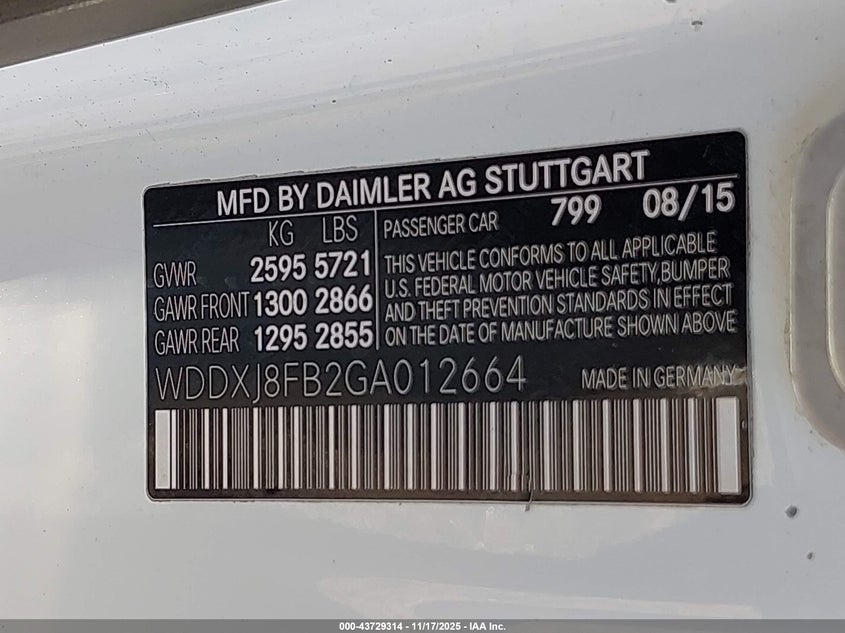 MFD BY DAIMLER AG STUTTGART
KG LBS
GVWR 2595 5721
GAWR FRONT 1300 2866
GAWR REAR 1295 2855
PASSENGER CAR 799 08/15
THIS VEHICLE CONFORMS TO ALL APPLICABLE
U.S. FEDERAL MOTOR VEHICLE SAFETY,BUMPER
AND THEFT PREVENTION STANDARDS IN EFFECT
ON THE DATE OF MANUFACTURE SHOWN ABOVE
WDDXJ8FB2GA012664 MADE IN GERMANY
000-43729314 - 11/17/2025 - IAA Inc.